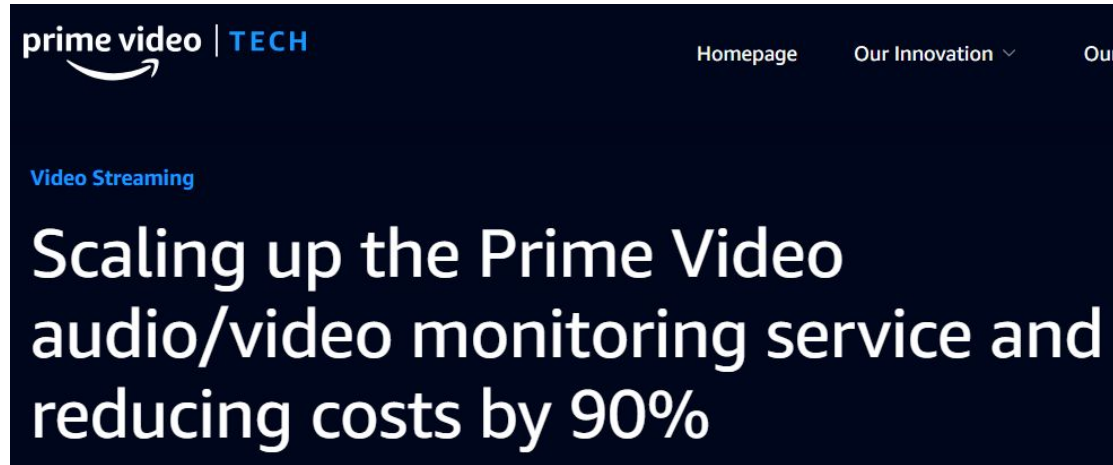 prime video | TECH
Homepage Our Innovation Our
Video Streaming
Scaling up the Prime Video
audio/video monitoring service and
reducing costs by 90%